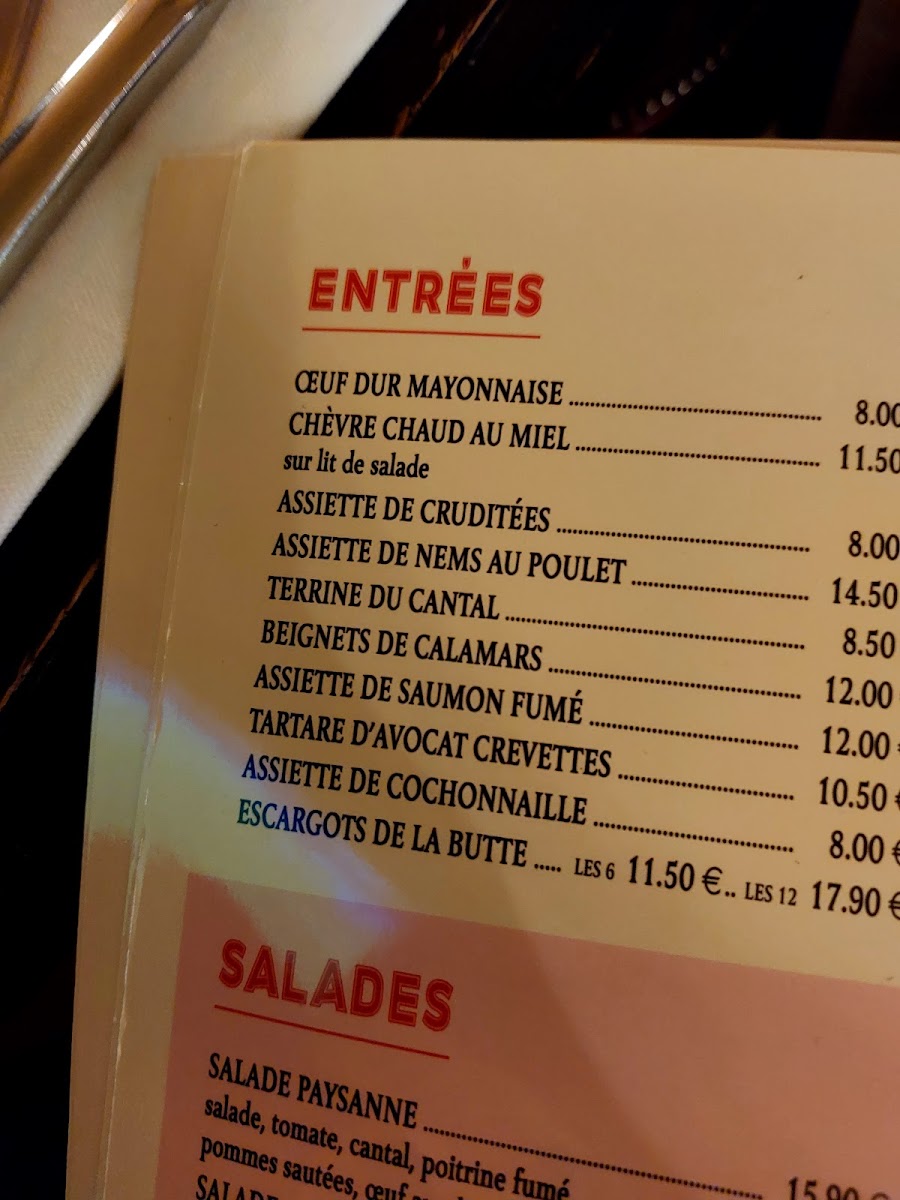 ENTRÉES
ŒUF DUR MAYONNAISE ........ 8.00
CHÈVRE CHAUD AU MIEL ........ 11.50
sur lit de salade
ASSIETTE DE CRUDITÉES ........ 8.00
ASSIETTE DE NEMS AU POULET ........ 14.50
TERRINE DU CANTAL ........ 8.50
BEIGNETS DE CALAMARS ........ 12.00
ASSIETTE DE SAUMON FUMÉ ........ 12.00 €
TARTARE D'AVOCAT CREVETTES ........ 10.50 €
ASSIETTE DE COCHONNAILLE ........ 8.00 €
ESCARGOTS DE LA BUTTE ..... LES 6 11.50 €.. LES 12 17.90 €
SALADES
SALADE PAYSANNE ........ 15.90 €
salade, tomate, cantal, poitrine fumé
pommes sautées, œuf
SALADE